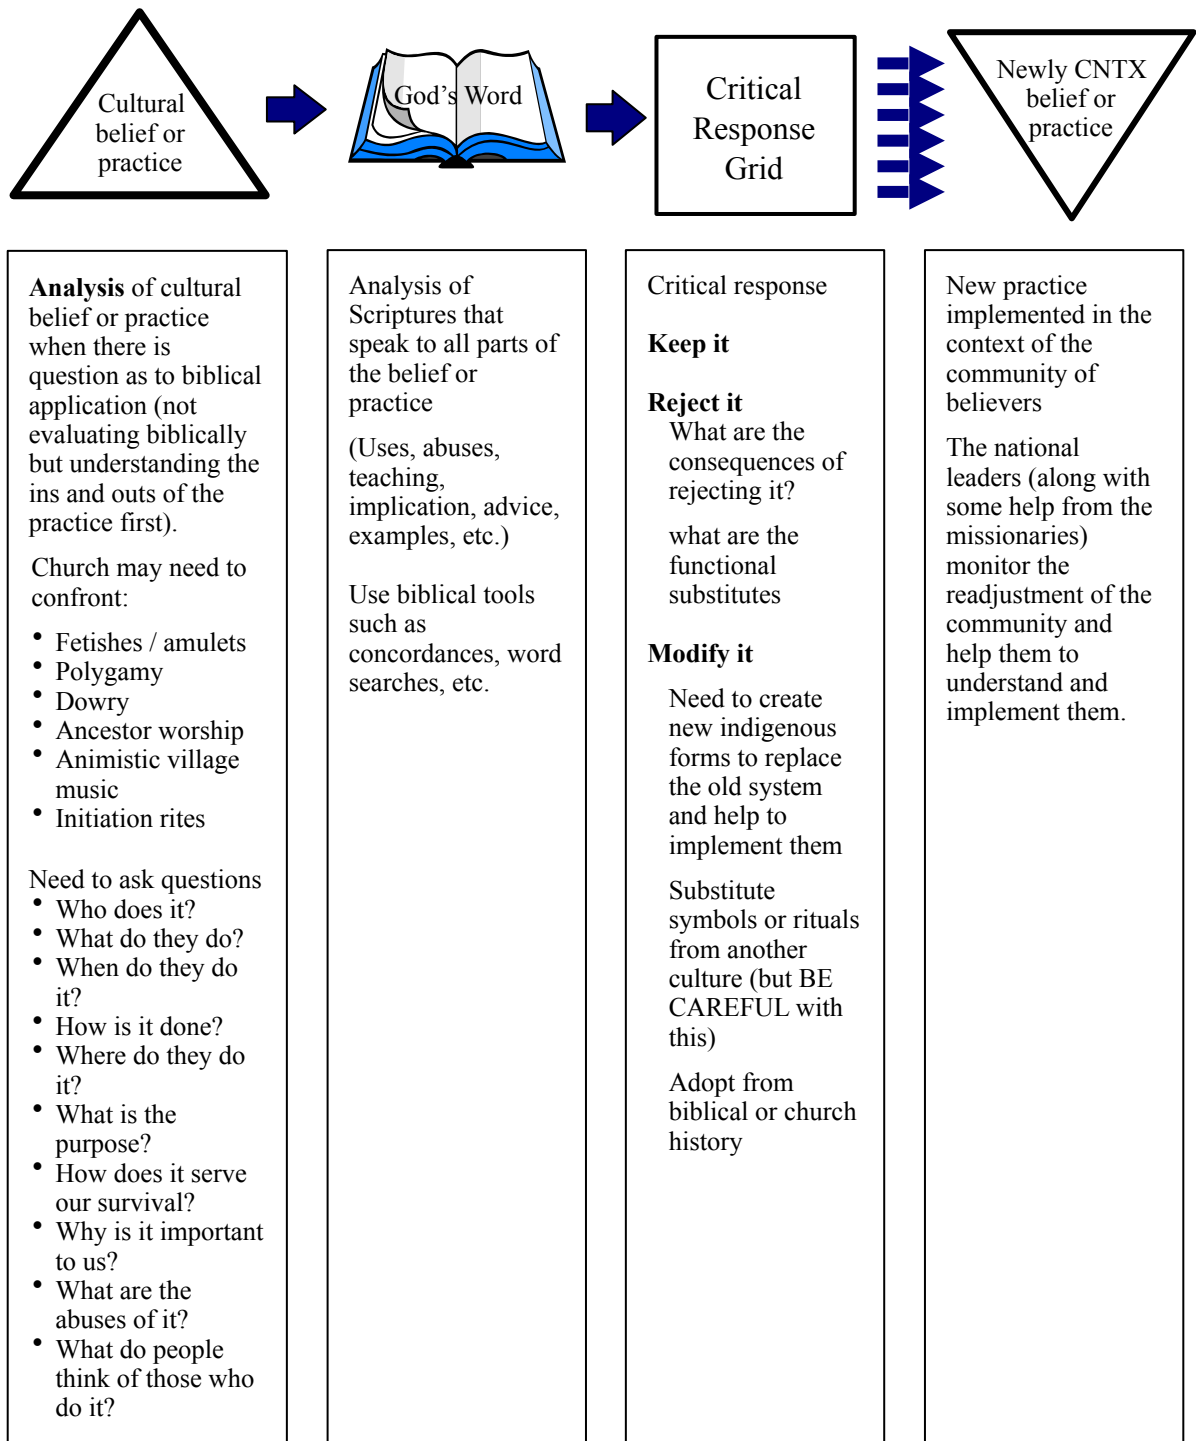 Cultural
belief or
practice
God's Word
Critical
Response
Grid
Newly CNTX
belief or
practice
Analysis of cultural
belief or practice
when there is
question as to biblical
application (not
evaluating biblically
but understanding the
ins and outs of the
practice first).
Church may need to
confront:
• Fetishes / amulets
• Polygamy
• Dowry
• Ancestor worship
• Animistic village
music
• Initiation rites
Need to ask questions
• Who does it?
• What do they do?
• When do they do
it?
• How is it done?
• Where do they do
it?
• What is the
purpose?
• How does it serve
our survival?
• Why is it important
to us?
• What are the
abuses of it?
• What do people
think of those who
do it?
Analysis of
Scriptures that
speak to all parts of
the belief or
practice
(Uses, abuses,
teaching,
implication, advice,
examples, etc.)
Use biblical tools
such as
concordances, word
searches, etc.
Critical response
Keep it
Reject it
What are the
consequences of
rejecting it?
what are the
functional
substitutes
Modify it
Need to create
new indigenous
forms to replace
the old system
and help to
implement them
Substitute
symbols or rituals
from another
culture (but BE
CAREFUL with
this)
Adopt from
biblical or church
history
New practice
implemented in the
context of the
community of
believers
The national
leaders (along with
some help from the
missionaries)
monitor the
readjustment of the
community and
help them to
understand and
implement them.